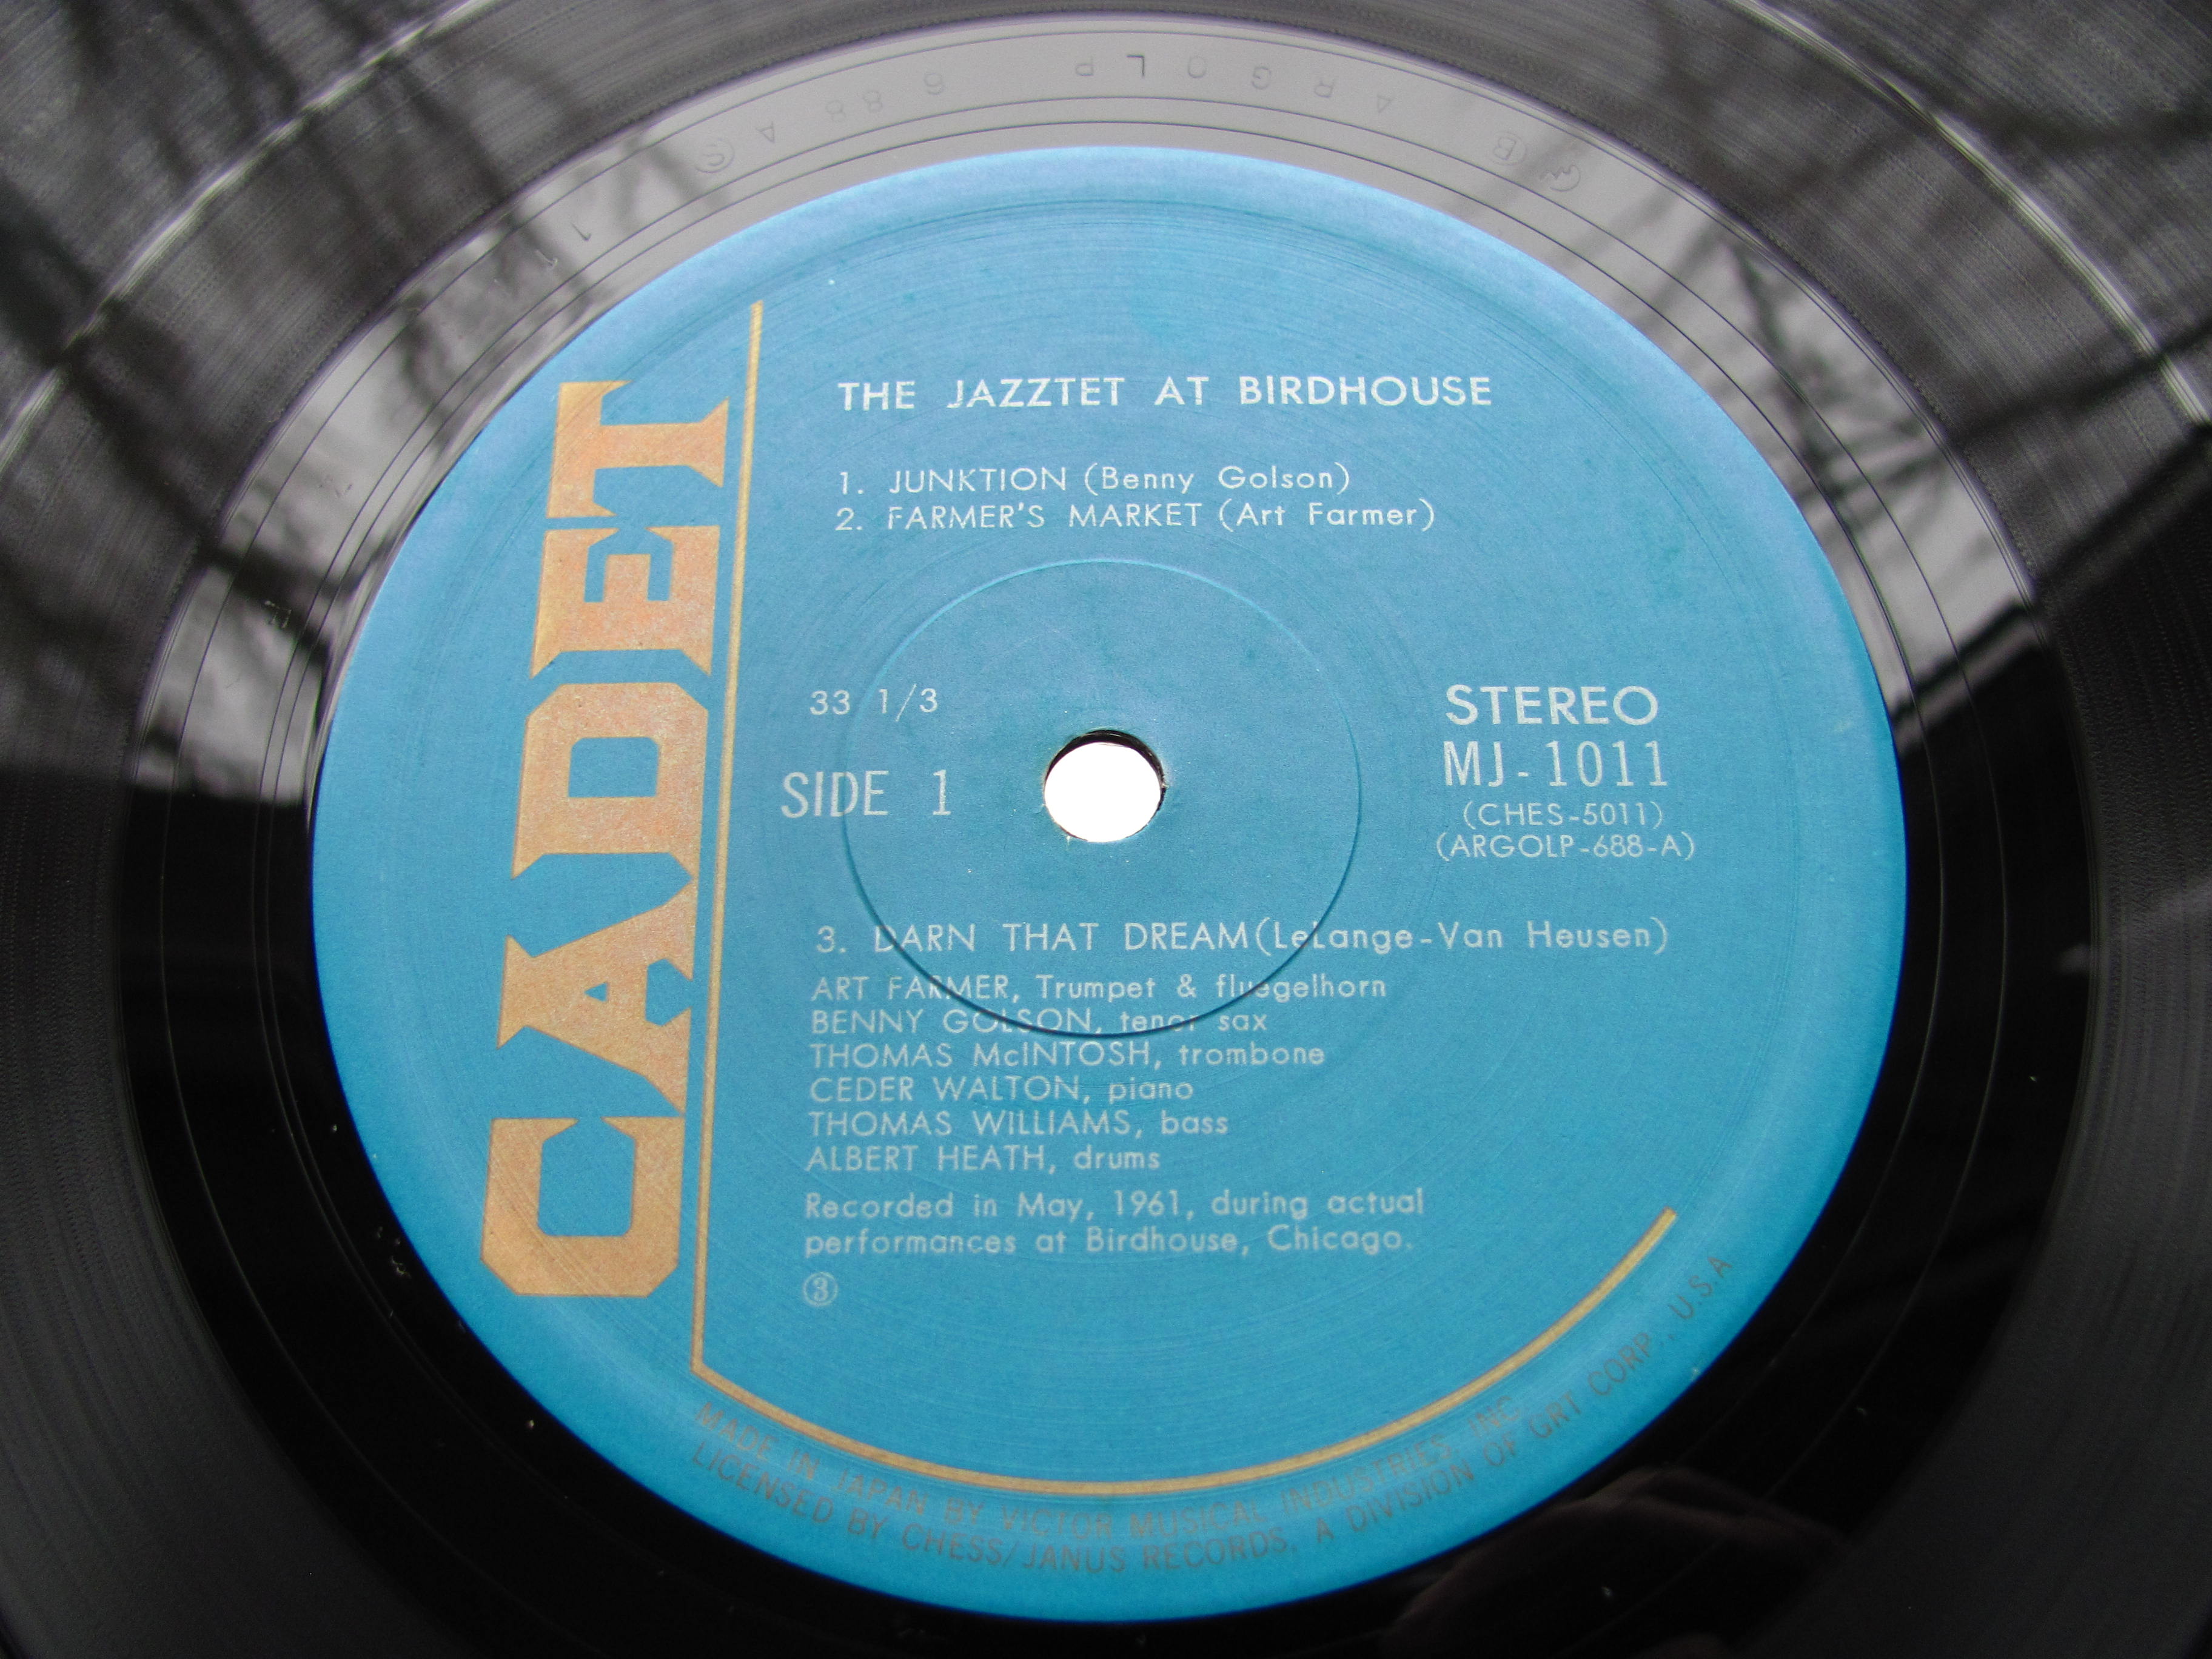 ARGOLP 688 A (S) 1 1
CADET
THE JAZZTET AT BIRDHOUSE
1. JUNKTION (Benny Golson)
2. FARMER'S MARKET (Art Farmer)
33 1/3
SIDE 1
STEREO
MJ-1011
(CHES-5011)
(ARGOLP-688-A)
3. DARN THAT DREAM(LeLange-Van Heusen)
ART FARMER, Trumpet & fluegelhorn
BENNY GOLSON, tenor sax
THOMAS McINTOSH, trombone
CEDER WALTON, piano
THOMAS WILLIAMS, bass
ALBERT HEATH, drums
Recorded in May, 1961, during actual
performances at Birdhouse, Chicago.
③
MADE IN JAPAN BY VICTOR MUSICAL INDUSTRIES, INC.
LICENSED BY CHESS/JANUS RECORDS, A DIVISION OF GRT CORP., U.S.A